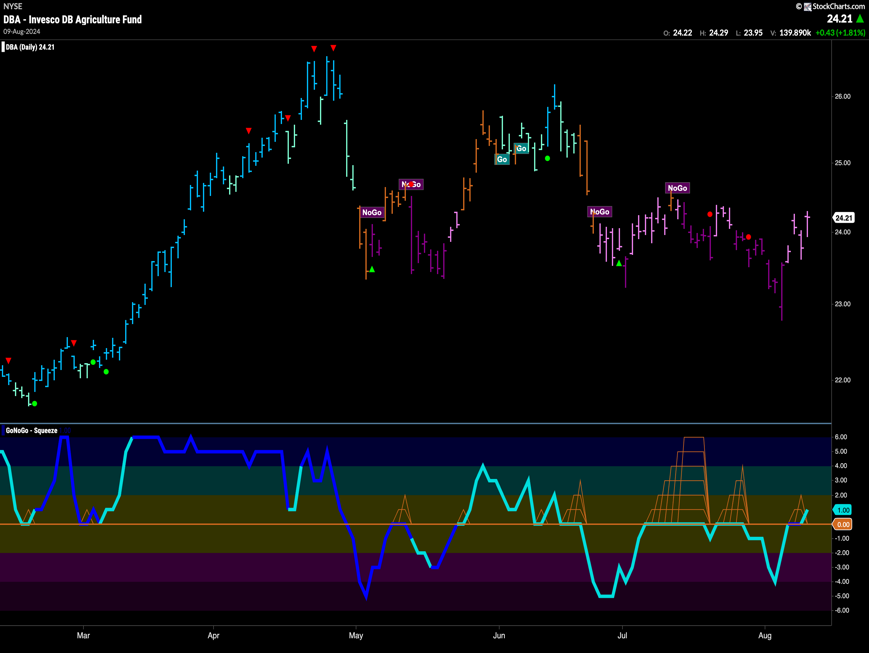 NYSE
© StockCharts.com
DBA - Invesco DB Agriculture Fund
24.21
09-Aug-2024
O: 24.22 H: 24.29 L: 23.95 V: 139.890k +0.43 (+1.81%)
DBA (Daily) 24.21
26.00
25.00
24.21
24.00
23.00
22.00
NoGo
NoGo
Go
Go
NoGo
NoGo
GoNoGo - Squeeze
6.00
5.00
4.00
3.00
2.00
1.00
0.00
-1.00
-2.00
-3.00
-4.00
-5.00
-6.00
Mar Apr May Jun Jul Aug